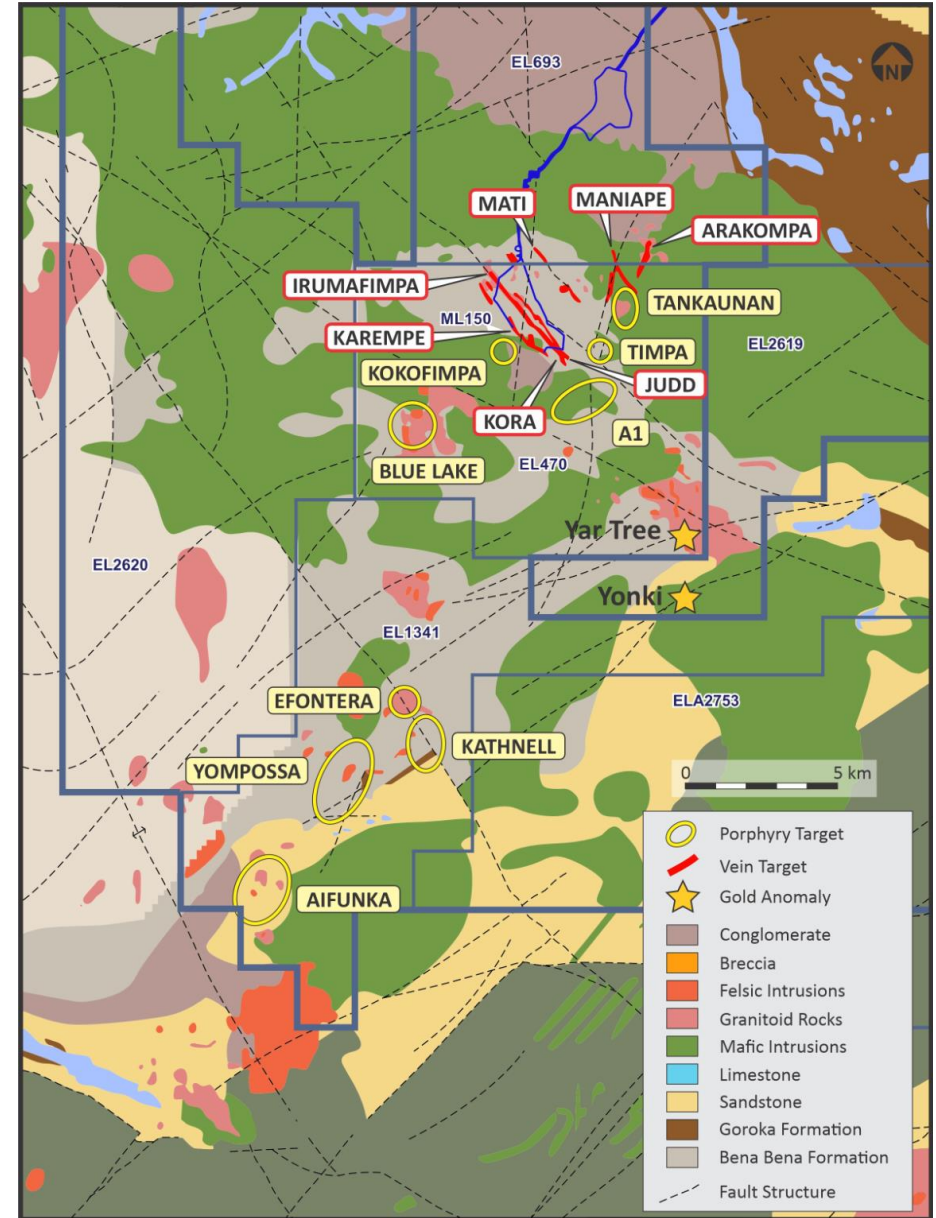 N
EL693
MATI
MANIAPE
ARAKOMPA
IRUMAFIMPA
TANKAUNAN
ML150
KAREMPE
TIMPA
EL2619
KOKOFIMPA
JUDD
KORA
A1
BLUE LAKE
EL470
Yar Tree
EL2620
Yonki
EL1341
EFONTERA
ELA2753
KATHNELL
YOMPOSSA
0 5 km
AIFUNKA
Porphyry Target
Vein Target
Gold Anomaly
Conglomerate
Breccia
Felsic Intrusions
Granitoid Rocks
Mafic Intrusions
Limestone
Sandstone
Goroka Formation
Bena Bena Formation
Fault Structure